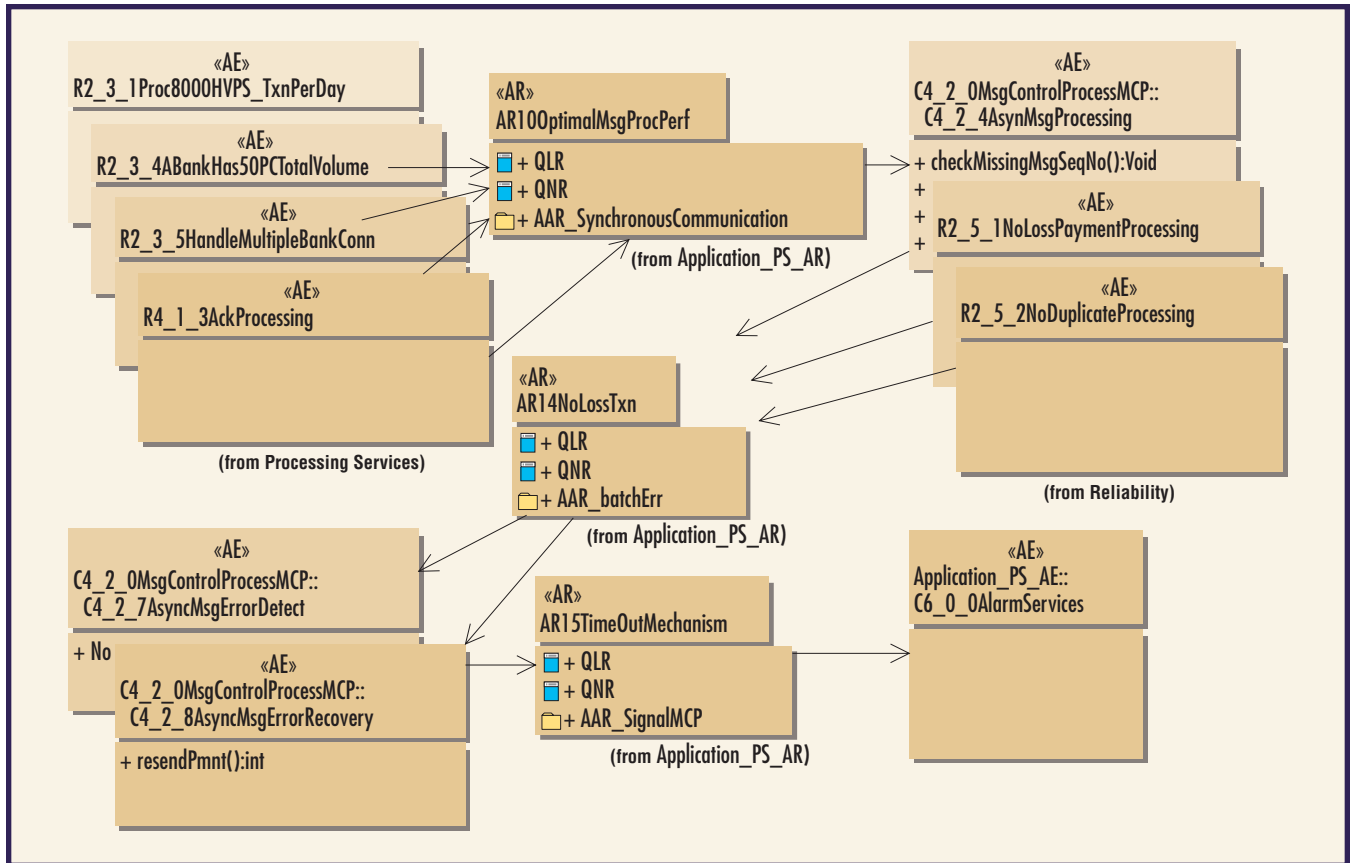 «AE»
R2_3_1Proc8000HVPS_TxnPerDay
«AE»
R2_3_4ABankHas50PCTotalVolume
«AE»
R2_3_5HandleMultipleBankConn
«AE»
R4_1_3AckProcessing
(from Processing Services)
«AR»
AR10OptimalMsgProcPerf
+ QLR
+ QNR
+ AAR_SynchronousCommunication
(from Application_PS_AR)
«AE»
C4_2_0MsgControlProcessMCP::
C4_2_4AsynMsgProcessing
+ checkMissingMsgSeqNo():Void
+
+
+
«AE»
R2_5_1NoLossPaymentProcessing
«AE»
R2_5_2NoDuplicateProcessing
(from Reliability)
«AR»
AR14NoLossTxn
+ QLR
+ QNR
+ AAR_batchErr
(from Application_PS_AR)
«AE»
C4_2_0MsgControlProcessMCP::
C4_2_7AsyncMsgErrorDetect
+ No
«AE»
C4_2_0MsgControlProcessMCP::
C4_2_8AsyncMsgErrorRecovery
+ resendPmnt():int
«AR»
AR15TimeOutMechanism
+ QLR
+ QNR
+ AAR_SignalMCP
(from Application_PS_AR)
«AE»
Application_PS_AE::
C6_0_0AlarmServices